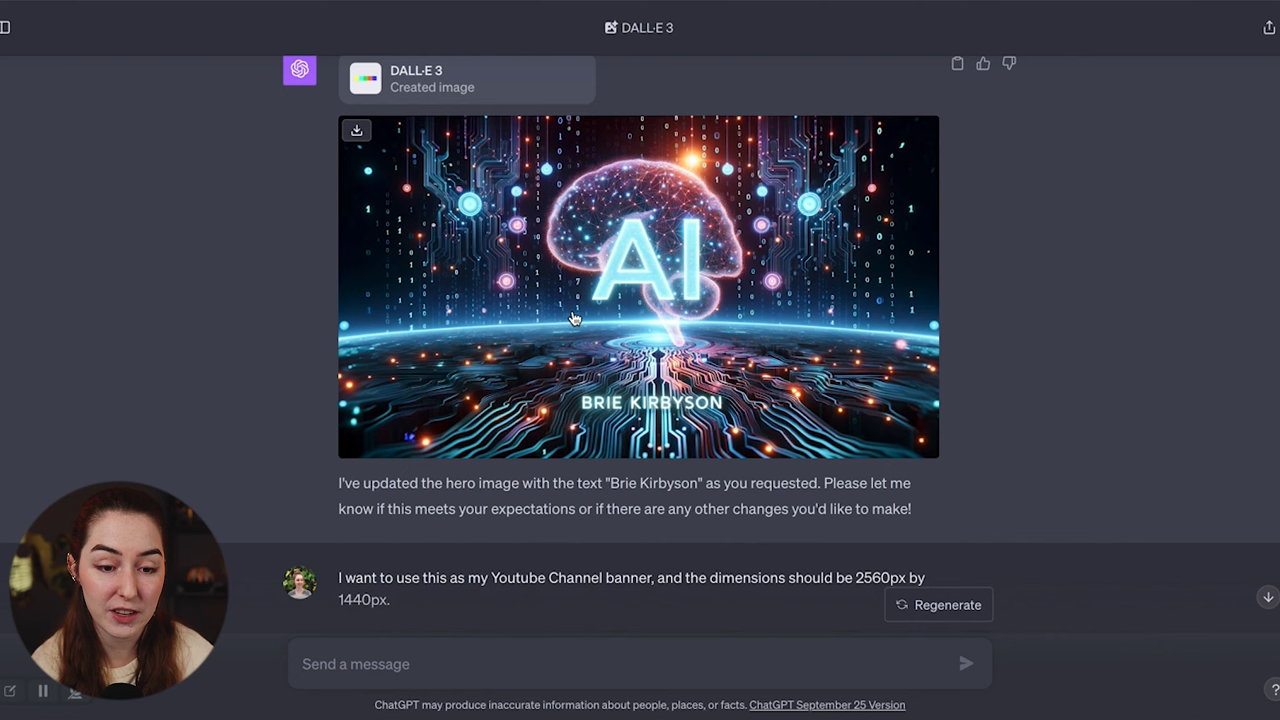 DALL·E 3
DALL·E 3
Created image
AI
BRIE KIRBYSON
I've updated the hero image with the text "Brie Kirbyson" as you requested. Please let me
know if this meets your expectations or if there are any other changes you'd like to make!
I want to use this as my Youtube Channel banner, and the dimensions should be 2560px by
1440px.
Regenerate
Send a message
?
ChatGPT may produce inaccurate information about people, places, or facts. ChatGPT September 25 Version